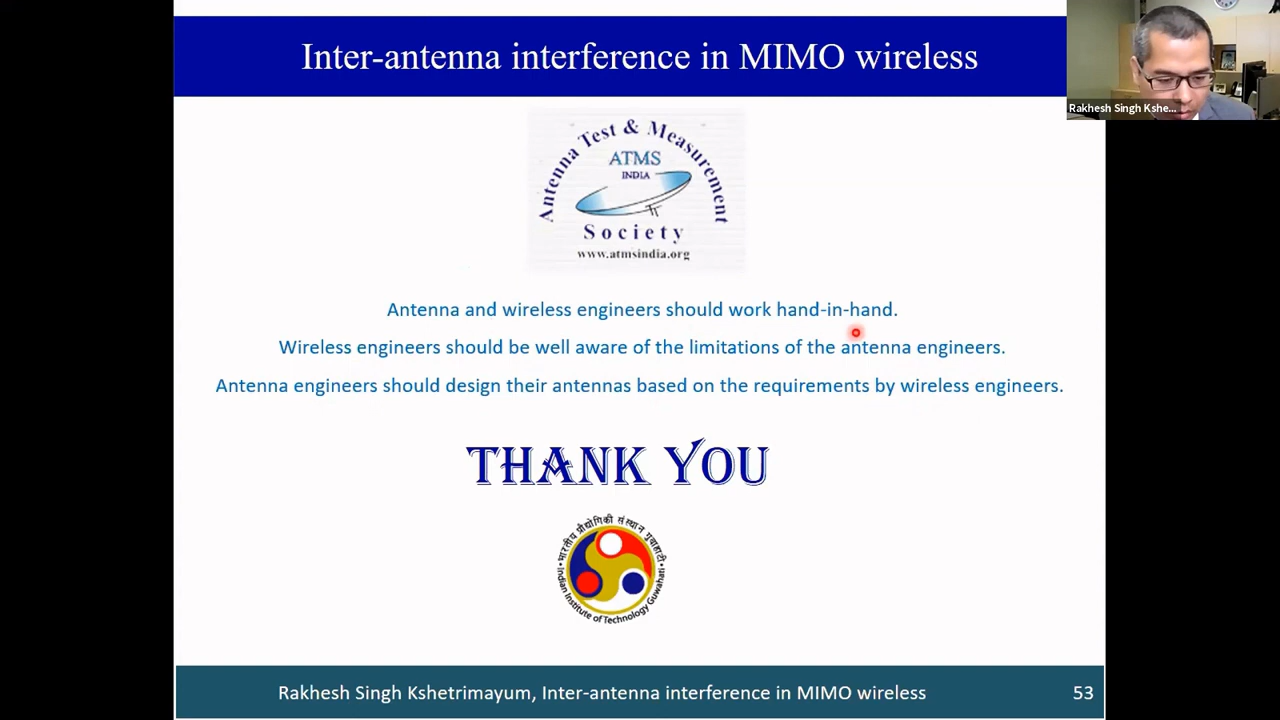 Inter-antenna interference in MIMO wireless
Rakhesh Singh Kshe...
Antenna Test & Measurement
ATMS
INDIA
Society
www.atmsindia.org
Antenna and wireless engineers should work hand-in-hand.
Wireless engineers should be well aware of the limitations of the antenna engineers.
Antenna engineers should design their antennas based on the requirements by wireless engineers.
THANK YOU
भारतीय प्रौद्योगिकी संस्थान गुवाहाटी
Indian Institute of Technology Guwahati
Rakhesh Singh Kshetrimayum, Inter-antenna interference in MIMO wireless
53